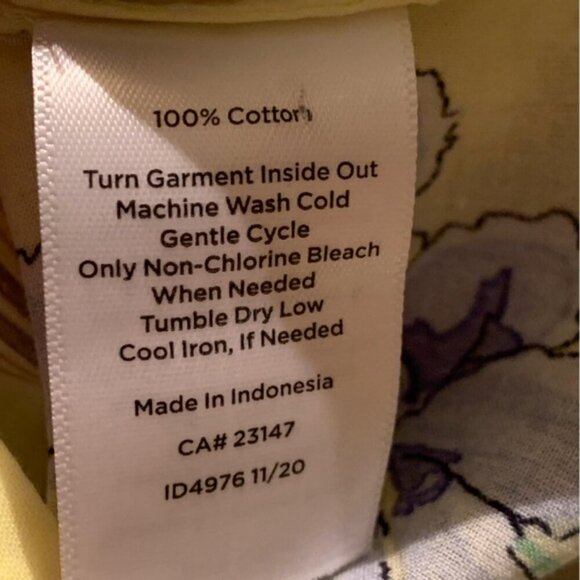 100% Cotton
Turn Garment Inside Out
Machine Wash Cold
Gentle Cycle
Only Non-Chlorine Bleach
When Needed
Tumble Dry Low
Cool Iron, If Needed
Made In Indonesia
CA# 23147
ID4976 11/20